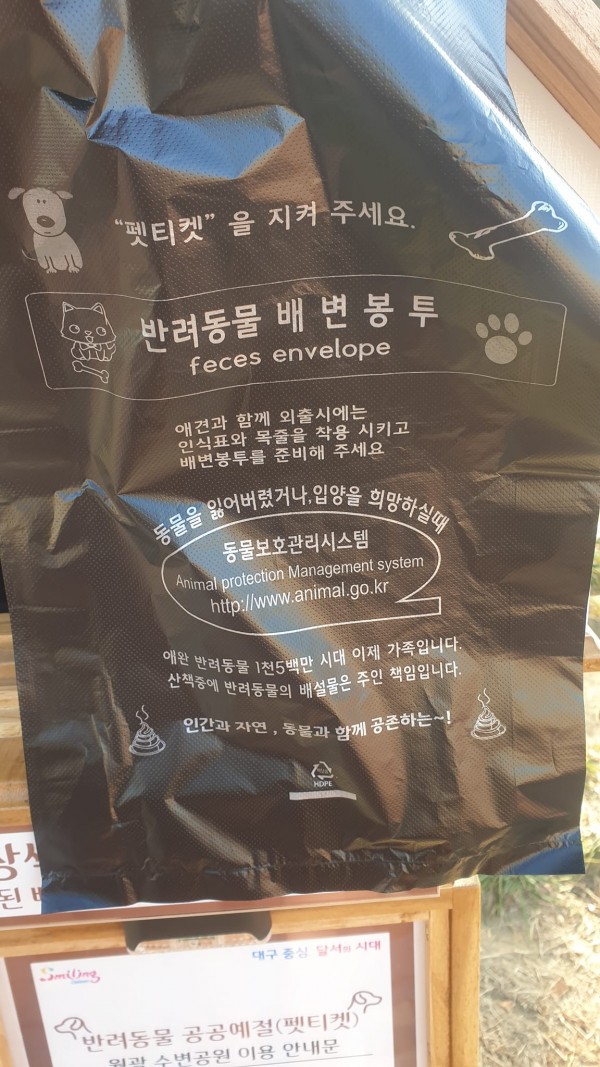 “펫티켓” 을 지켜 주세요.
반려동물 배 변 봉 투
feces envelope
애견과 함께 외출시에는
인식표와 목줄을 착용 시키고
배변봉투를 준비해 주세요
동물을 잃어버렸거나,입양을 희망하실때
동물보호관리시스템
Animal protection Management system
http://www.animal.go.kr
애완 반려동물 1천5백만 시대 이제 가족입니다.
산책중에 반려동물의 배설물은 주인 책임입니다.
인간과 자연 , 동물과 함께 공존하는~!
HDPE
된
대구 중심 달서의 시대
Smiling
반려동물 공공예절(펫티켓)
월광 수변공원 이용 안내문